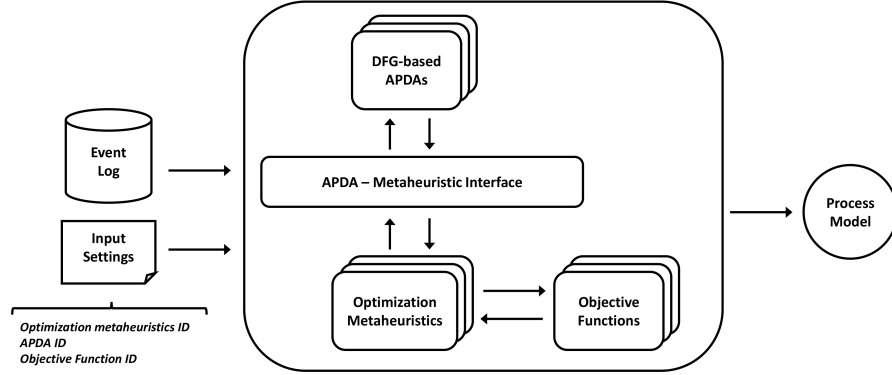 DFG-based
APDAs
Event
Log
APDA – Metaheuristic Interface
Process
Model
Input
Settings
Optimization
Metaheuristics
Objective
Functions
Optimization metaheuristics ID
APDA ID
Objective Function ID